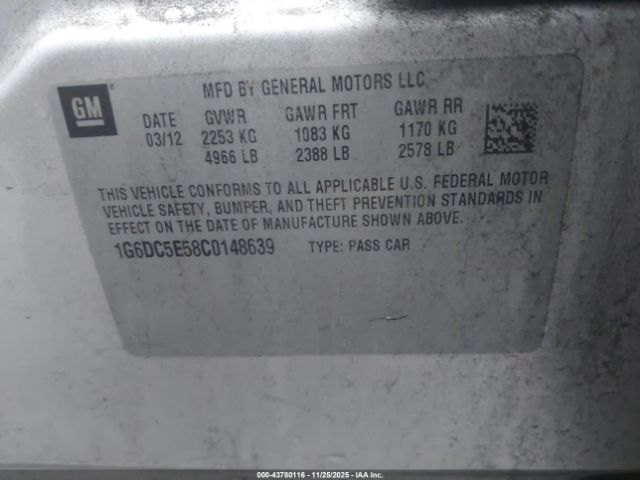 MFD BY GENERAL MOTORS LLC
GM
DATE GVWR GAWR FRT GAWR RR
03/12 2253 KG 1083 KG 1170 KG
4966 LB 2388 LB 2578 LB
THIS VEHICLE CONFORMS TO ALL APPLICABLE U.S. FEDERAL MOTOR
VEHICLE SAFETY, BUMPER, AND THEFT PREVENTION STANDARDS IN
EFFECT ON THE DATE OF MANUFACTURE SHOWN ABOVE.
1G6DC5E58C0148639 TYPE: PASS CAR
000-43780116 - 11/25/2025 - Copyright © 2025 IAA, Inc.